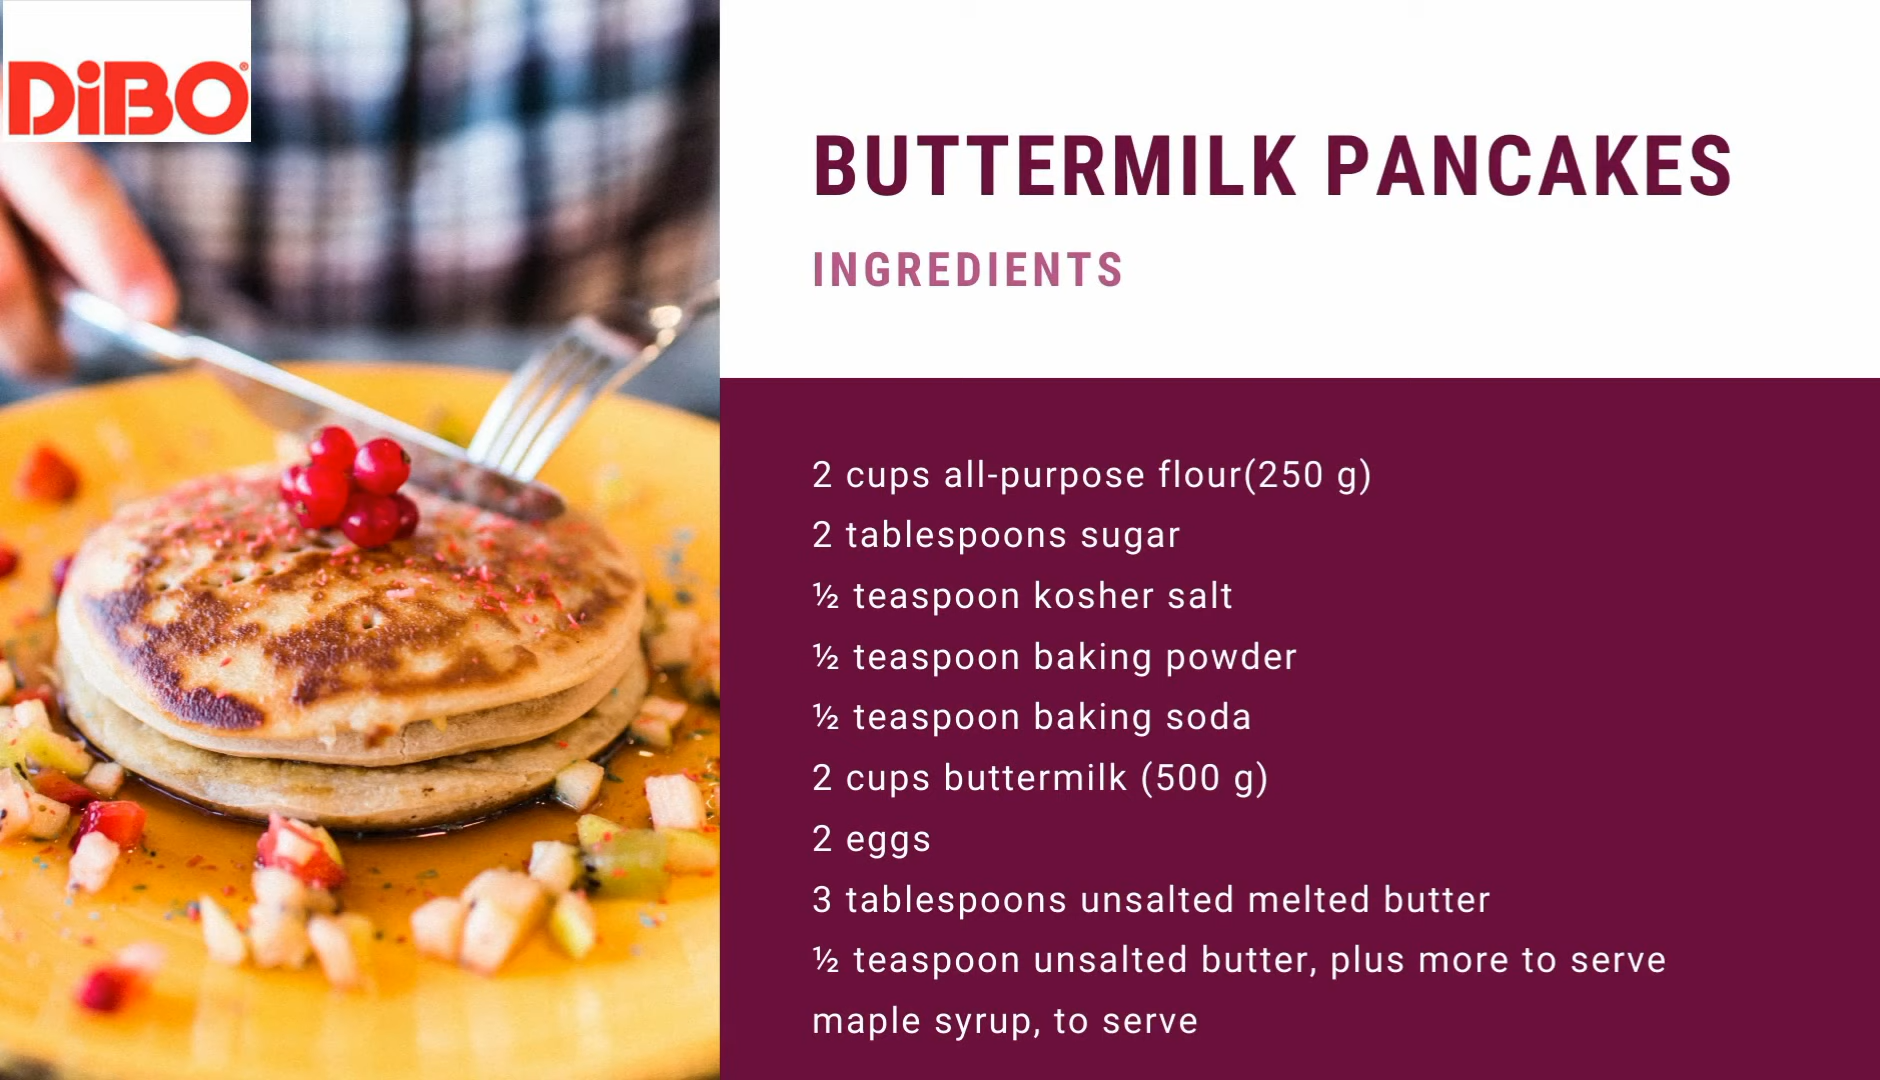 DiBO®
BUTTERMILK PANCAKES
INGREDIENTS
2 cups all-purpose flour(250 g)
2 tablespoons sugar
½ teaspoon kosher salt
½ teaspoon baking powder
½ teaspoon baking soda
2 cups buttermilk (500 g)
2 eggs
3 tablespoons unsalted melted butter
½ teaspoon unsalted butter, plus more to serve
maple syrup, to serve